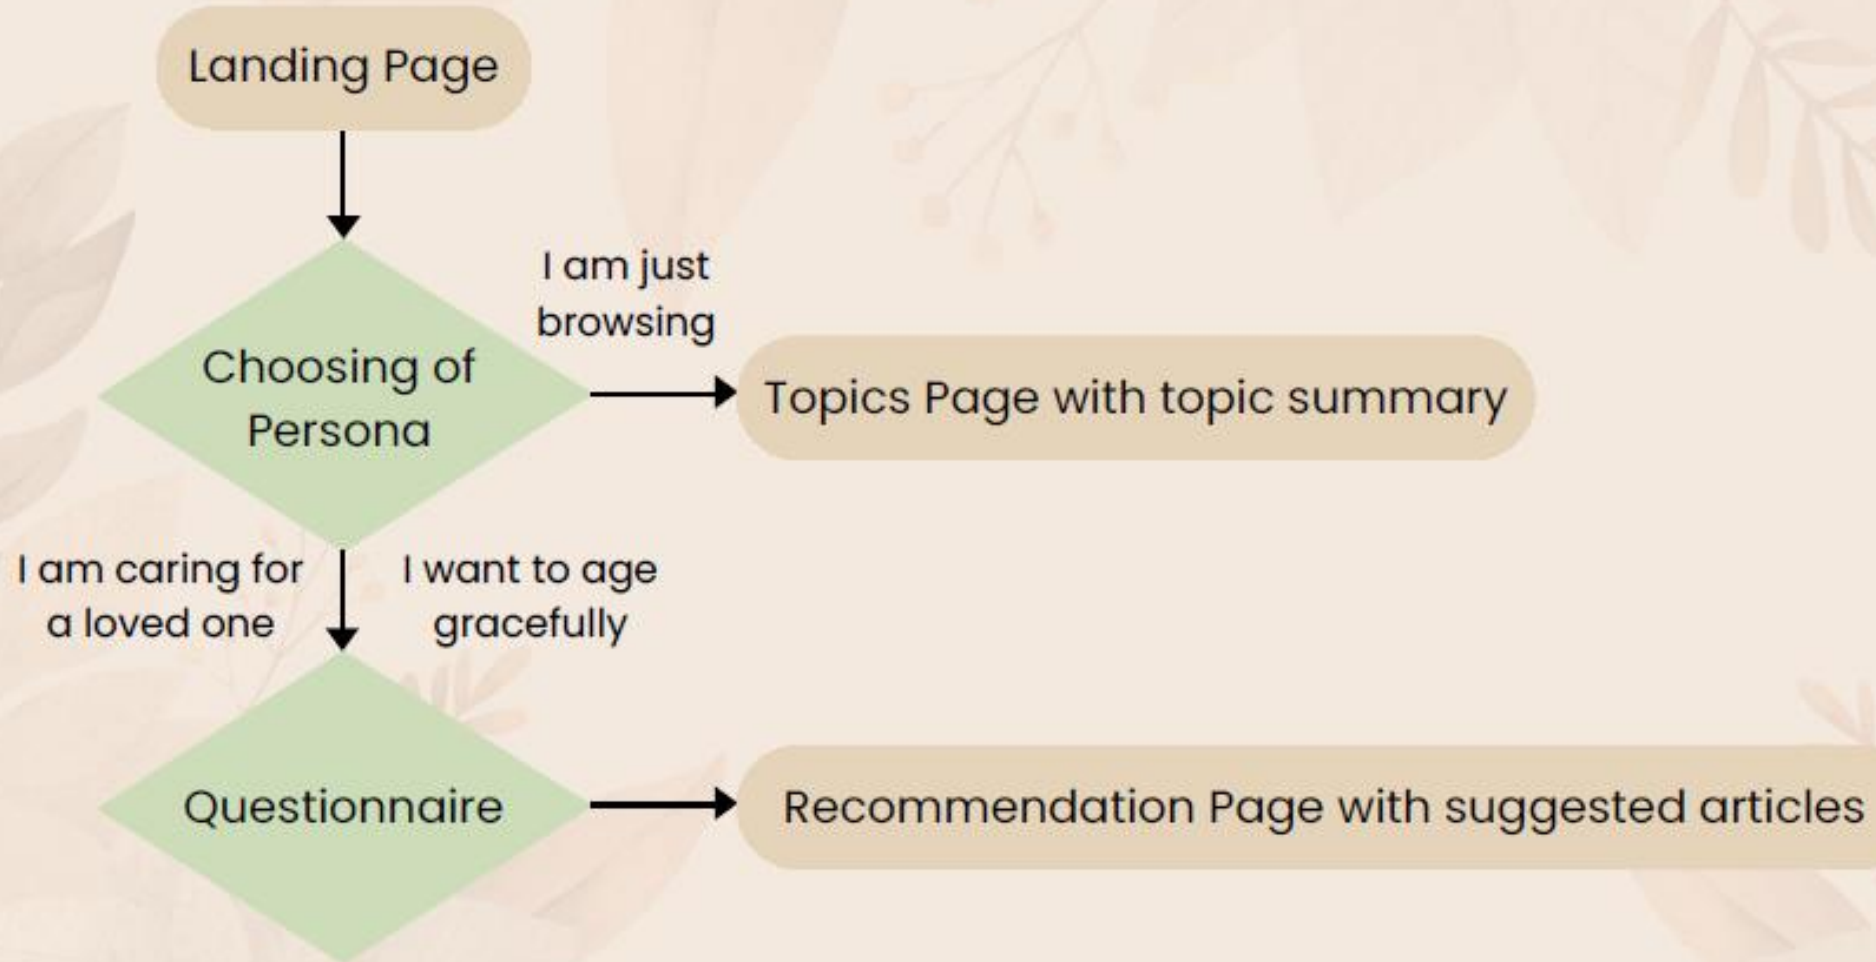 Landing Page
I am just
browsing
Choosing of
Persona
Topics Page with topic summary
I am caring for
a loved one
I want to age
gracefully
Questionnaire
Recommendation Page with suggested articles